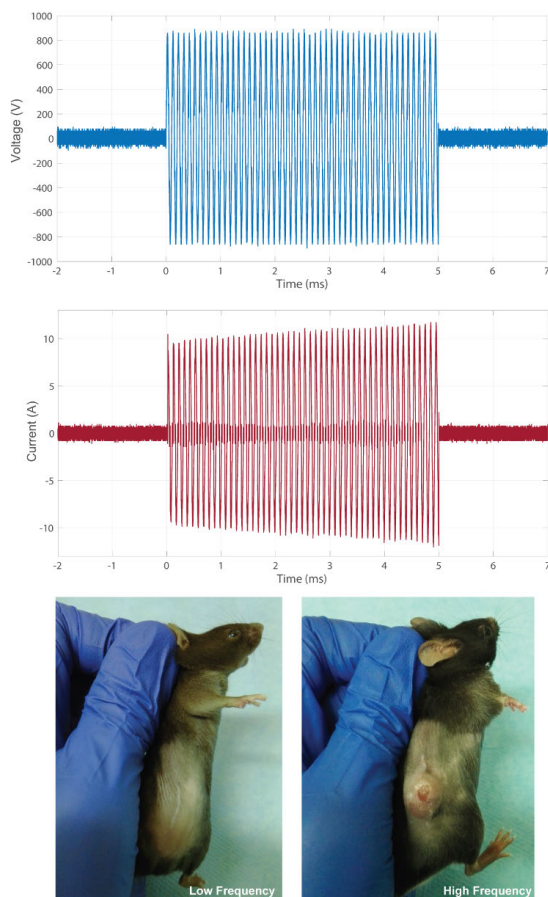 1000
800
600
400
200
0
-200
-400
-600
-800
-1000
Voltage (V)
-2 -1 0 1 2 3 4 5 6 7
Time (ms)
10
5
0
-5
-10
Current (A)
-2 -1 0 1 2 3 4 5 6 7
Time (ms)
Low Frequency
High Frequency